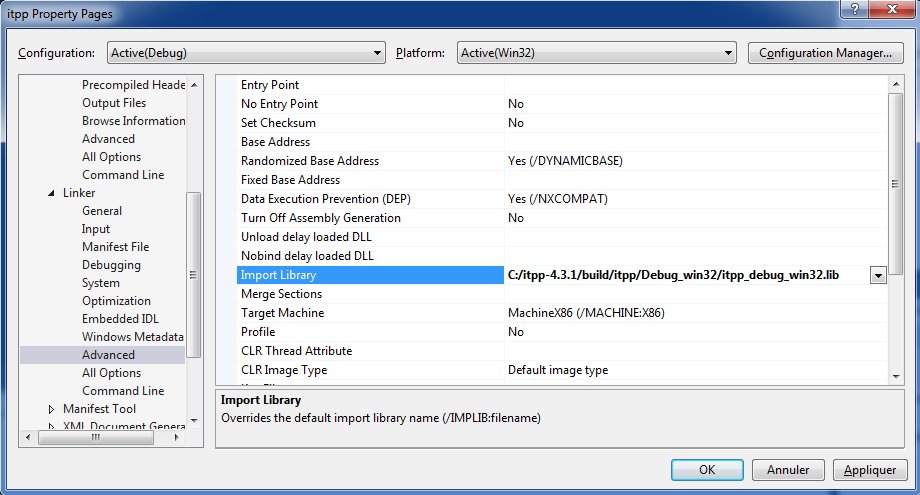 itpp Property Pages
Configuration: Active(Debug) Platform: Active(Win32) Configuration Manager...
Precompiled Heade
Output Files
Browse Information
Advanced
All Options
Command Line
Linker
General
Input
Manifest File
Debugging
System
Optimization
Embedded IDL
Windows Metadata
Advanced
All Options
Command Line
Manifest Tool
XML Document Genera
Entry Point
No Entry Point No
Set Checksum No
Base Address
Randomized Base Address Yes (/DYNAMICBASE)
Fixed Base Address
Data Execution Prevention (DEP) Yes (/NXCOMPAT)
Turn Off Assembly Generation No
Unload delay loaded DLL
Nobind delay loaded DLL
Import Library C:/itpp-4.3.1/build/itpp/Debug_win32/itpp_debug_win32.lib
Merge Sections
Target Machine MachineX86 (/MACHINE:X86)
Profile No
CLR Thread Attribute
CLR Image Type Default image type
Import Library
Overrides the default import library name (/IMPLIB:filename)
OK Annuler Appliquer